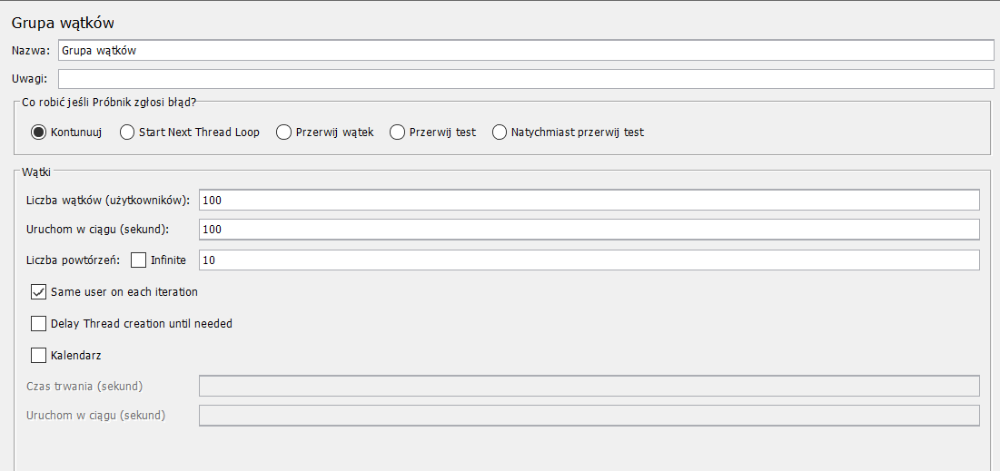 Grupa wątków
Nazwa: Grupa wątków
Uwagi:
Co robić jeśli Próbnik zgłosi błąd?
Kontunuuj Start Next Thread Loop Przerwij wątek Przerwij test Natychmiast przerwij test
Wątki
Liczba wątków (użytkowników): 100
Uruchom w ciągu (sekund): 100
Liczba powtórzeń: Infinite 10
Same user on each iteration
Delay Thread creation until needed
Kalendarz
Czas trwania (sekund)
Uruchom w ciągu (sekund)